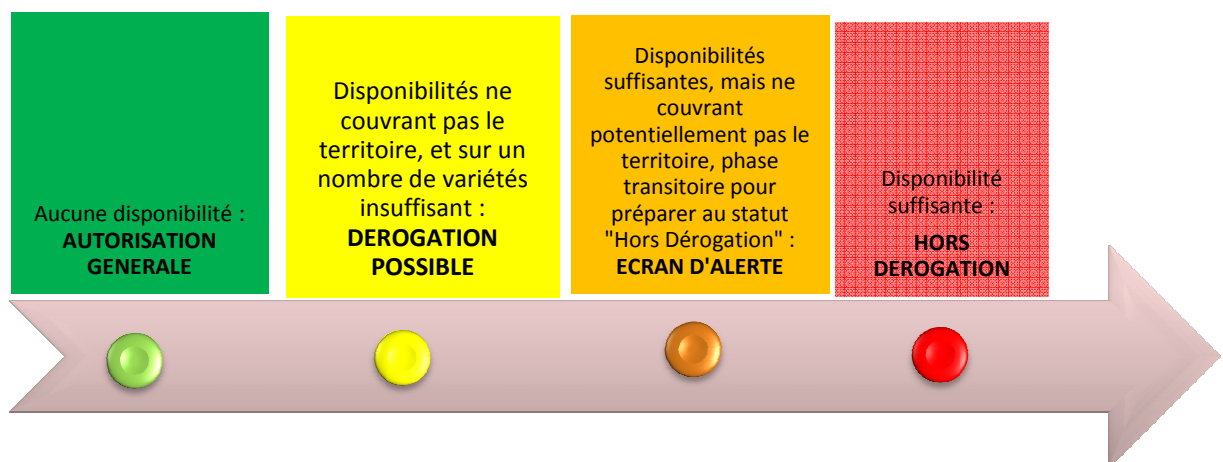 Aucune disponibilité :
AUTORISATION
GENERALE
Disponibilités ne
couvrant pas le
territoire, et sur un
nombre de variétés
insuffisant :
DEROGATION
POSSIBLE
Disponibilités
suffisantes, mais ne
couvrant
potentiellement pas le
territoire, phase
transitoire pour
préparer au statut
"Hors Dérogation" :
ECRAN D'ALERTE
Disponibilité
suffisante :
HORS
DEROGATION